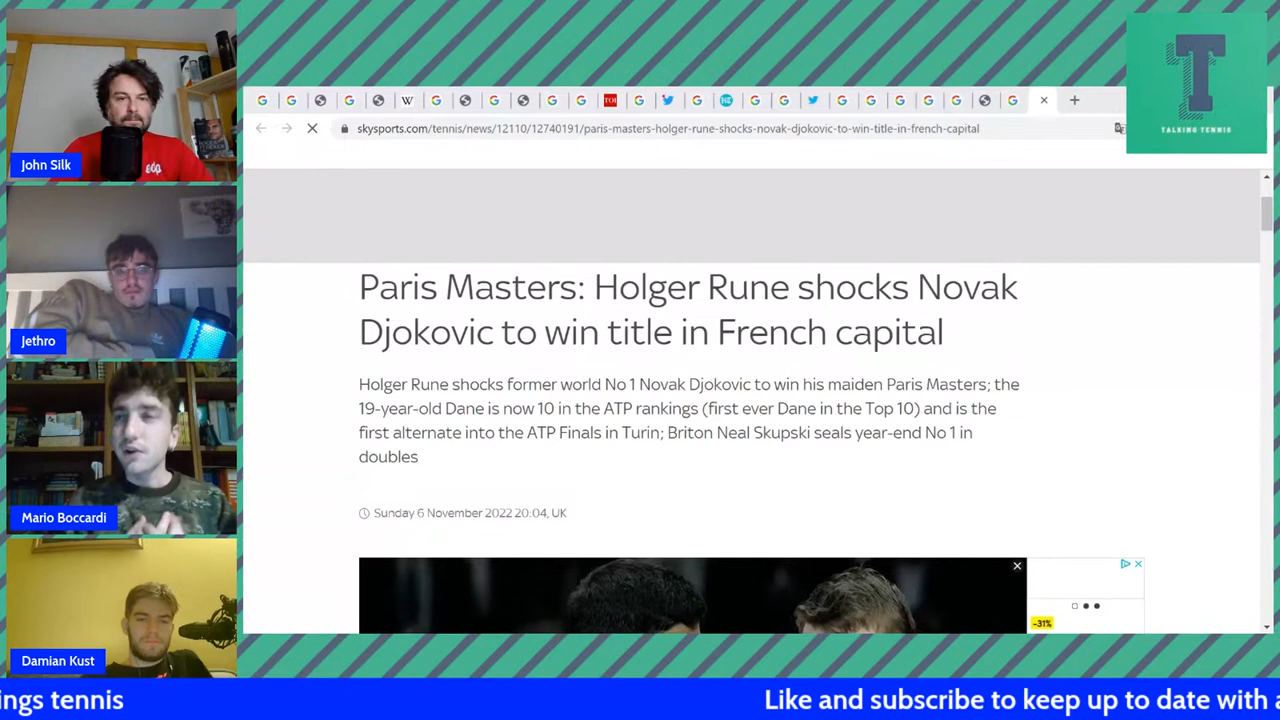 John Silk
Jethro
Mario Boccardi
Damian Kust
skysports.com/tennis/news/12110/12740191/paris-masters-holger-rune-shocks-novak-djokovic-to-win-title-in-french-capital
T
TALKING TENNIS
Paris Masters: Holger Rune shocks Novak
Djokovic to win title in French capital
Holger Rune shocks former world No 1 Novak Djokovic to win his maiden Paris Masters; the
19-year-old Dane is now 10 in the ATP rankings (first ever Dane in the Top 10) and is the
first alternate into the ATP Finals in Turin; Briton Neal Skupski seals year-end No 1 in
doubles
Sunday 6 November 2022 20:04, UK
-31%
ings tennis
Like and subscribe to keep up to date with a